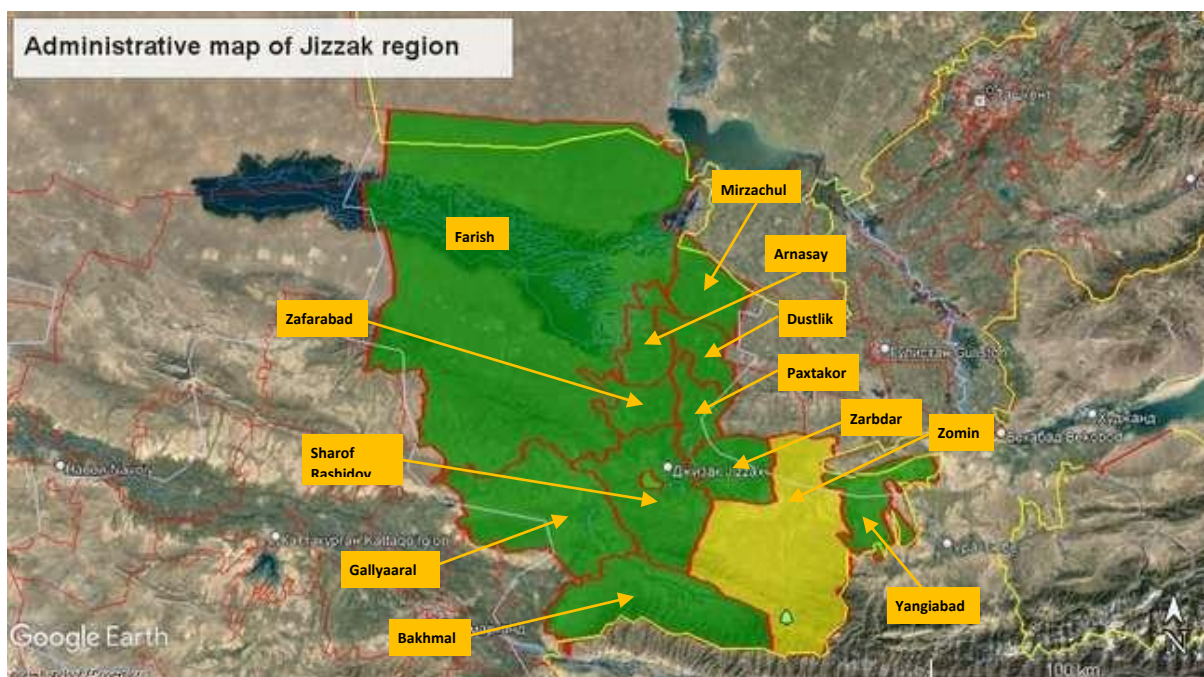 Administrative map of Jizzak region
Ташкент
Mirzachul
Farish
Arnasay
Zafarabad
Dustlik
Гулистан Guliston
Paxtakor
Zarbdar
Zomin
Худжанд
Бекабад Bekobod
Sharof
Rashidov
Джизак Jizzax
Навои Navoiy
Каттакурган Kattaqo'rg'on
Gallyaaral
Yangiabad
Bakhmal
Google Earth
N
100 km